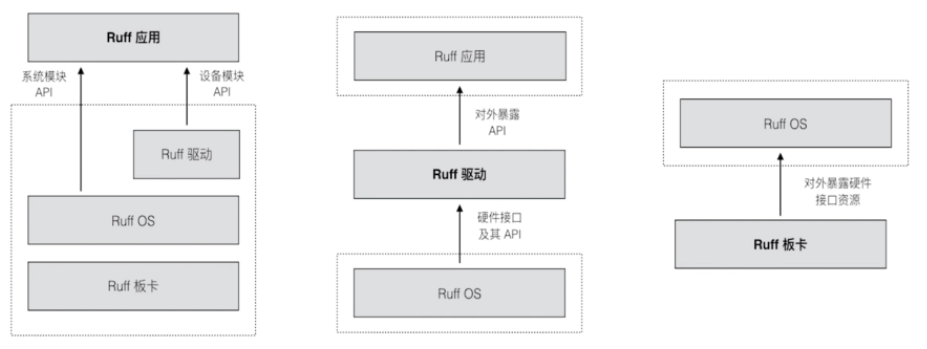 Ruff 应用
系统模块
API
设备模块
API
Ruff 驱动
Ruff OS
Ruff 板卡
Ruff 应用
对外暴露
API
Ruff 驱动
硬件接口
及其 API
Ruff OS
Ruff OS
对外暴露硬件
接口资源
Ruff 板卡